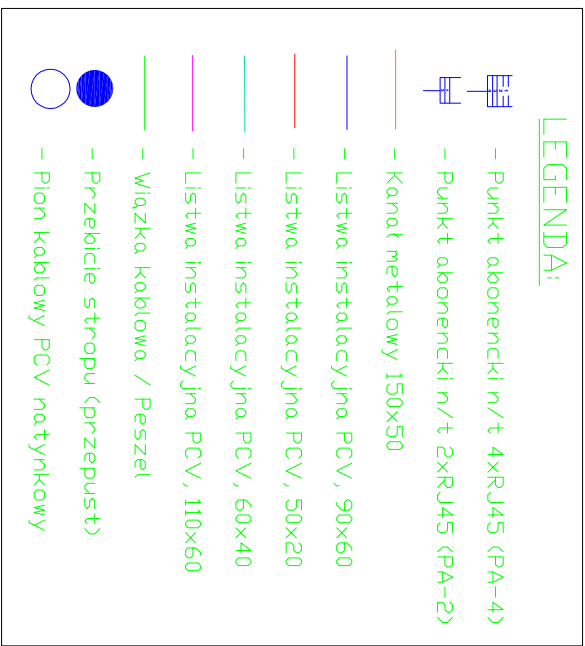 LEGENDA:
- Punkt abonencki n/t 4xRJ45 (PA-4)
- Punkt abonencki n/t 2xRJ45 (PA-2)
- Kanał metalowy 150x50
- Listwa instalacyjna PCV, 90x60
- Listwa instalacyjna PCV, 50x20
- Listwa instalacyjna PCV, 60x40
- Listwa instalacyjna PCV, 110x60
- Wiązka kablowa / Peszel
- Przebicie stropu (przepust)
- Pion kablowy PCV natynkowy